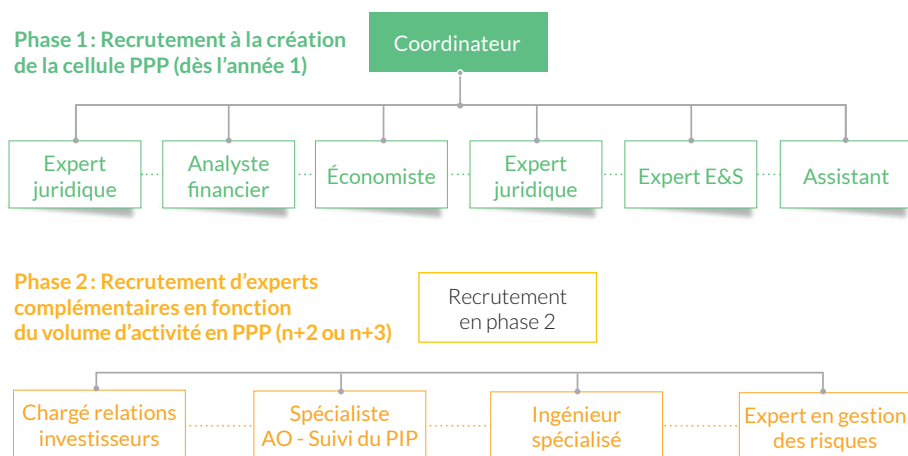 Phase 1 : Recrutement à la création
de la cellule PPP (dès l’année 1)
Coordinateur
Expert
juridique
Analyste
financier
Économiste
Expert
juridique
Expert E&S
Assistant
Phase 2 : Recrutement d’experts
complémentaires en fonction
du volume d’activité en PPP (n+2 ou n+3)
Recrutement
en phase 2
Chargé relations
investisseurs
Spécialiste
AO - Suivi du PIP
Ingénieur
spécialisé
Expert en gestion
des risques